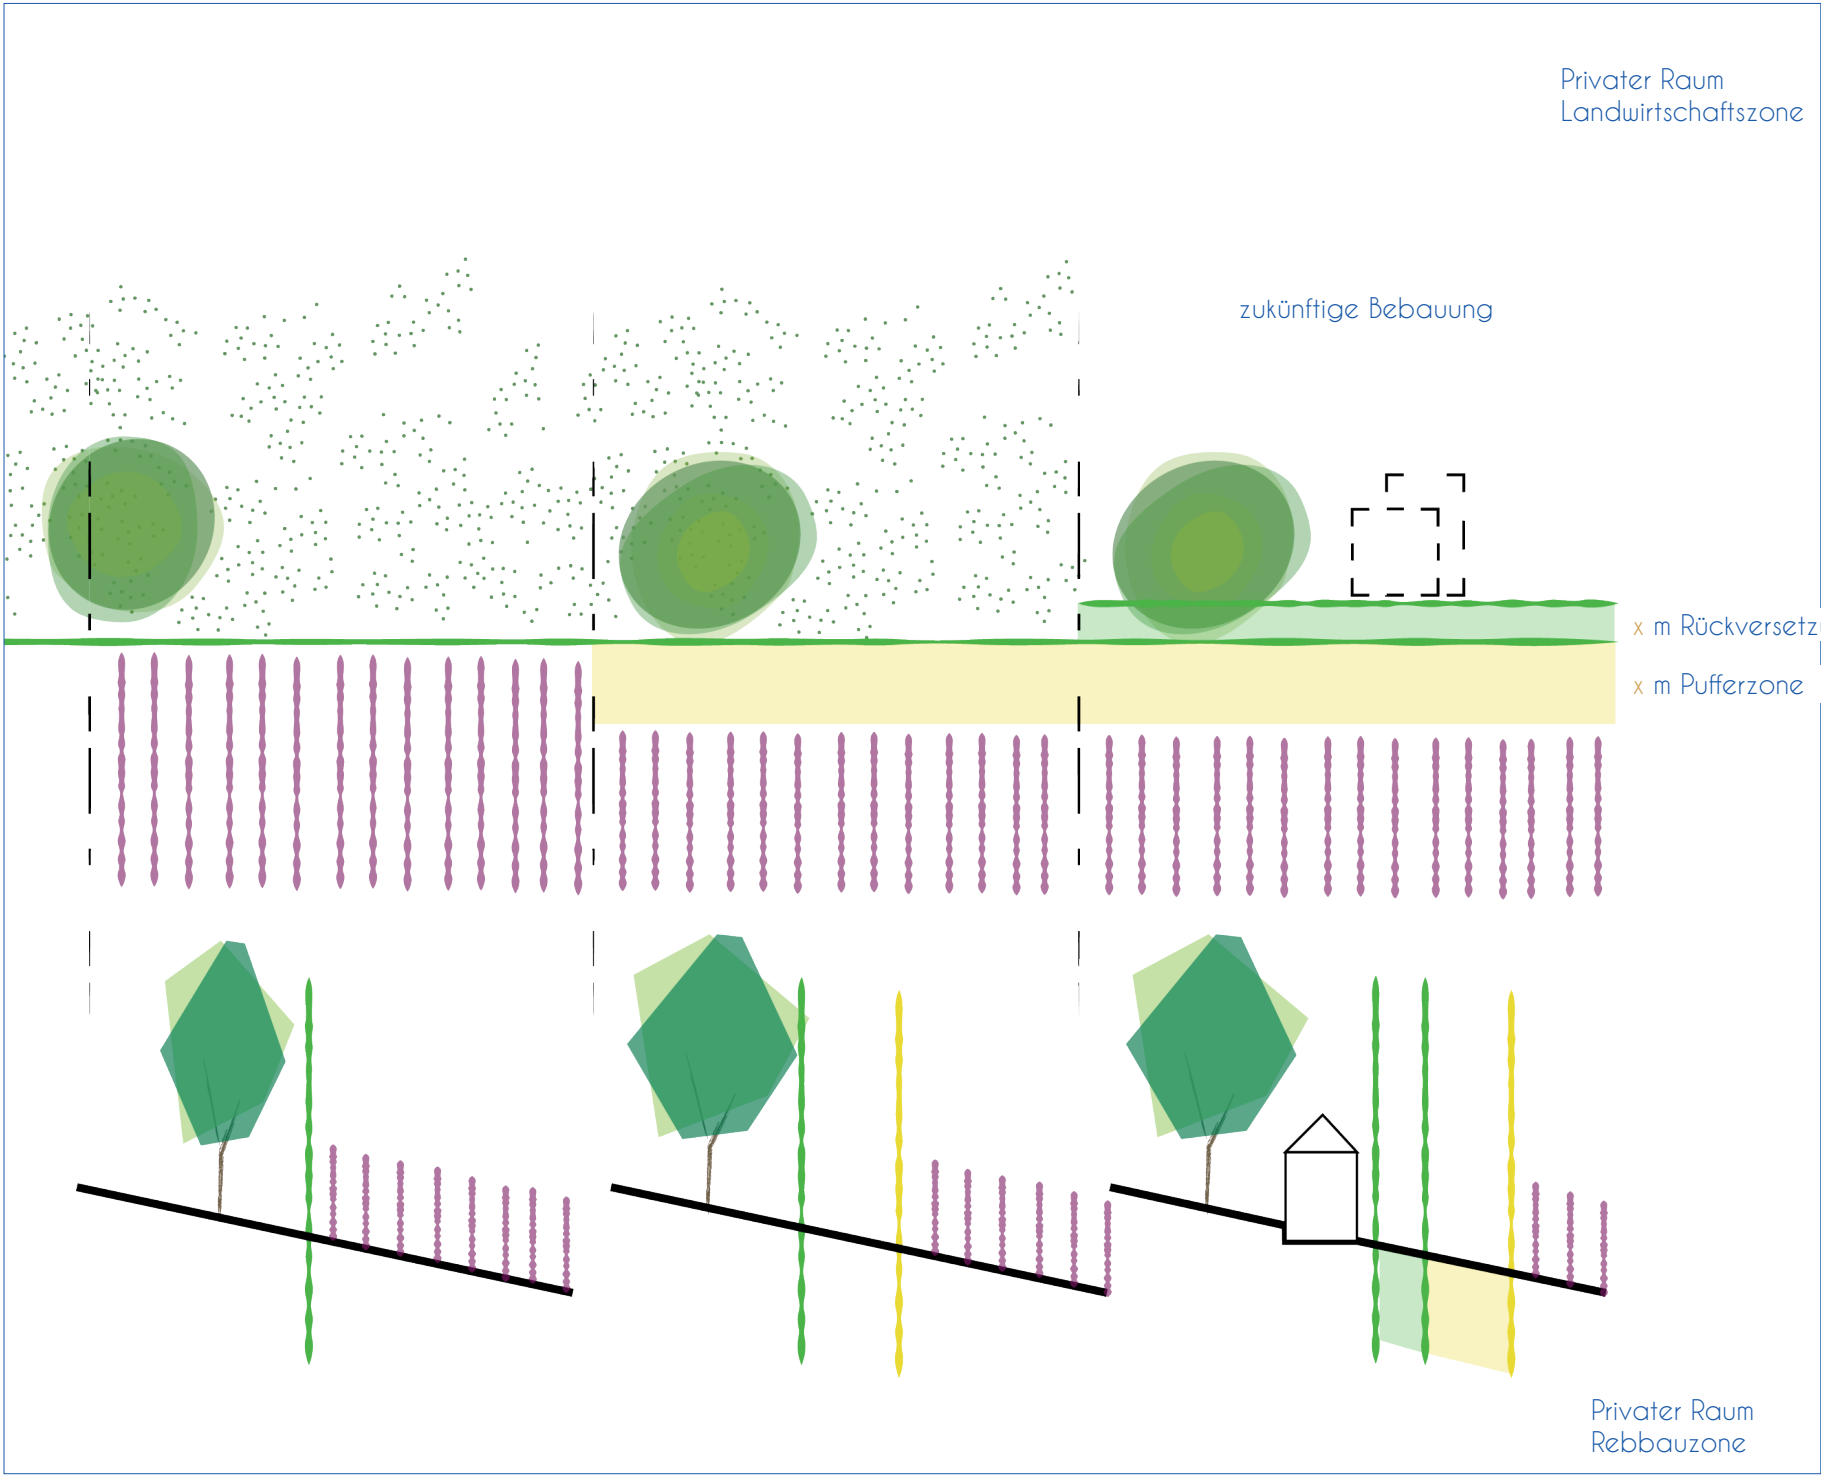 Privater Raum
Landwirtschaftszone
zukünftige Bebauung
x m Rückversetz
x m Pufferzone
Privater Raum
Rebbauzone